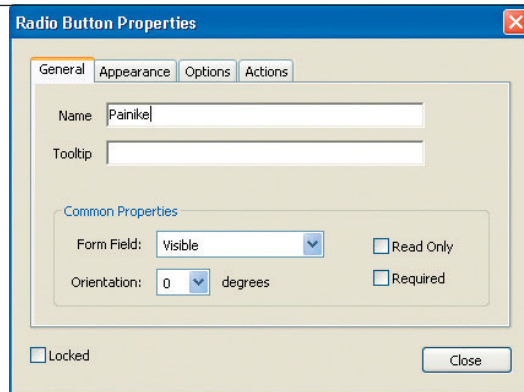 Radio Button Properties
General Appearance Options Actions
Name Painike
Tooltip
Common Properties
Form Field: Visible Read Only
Orientation: 0 degrees Required
Locked Close